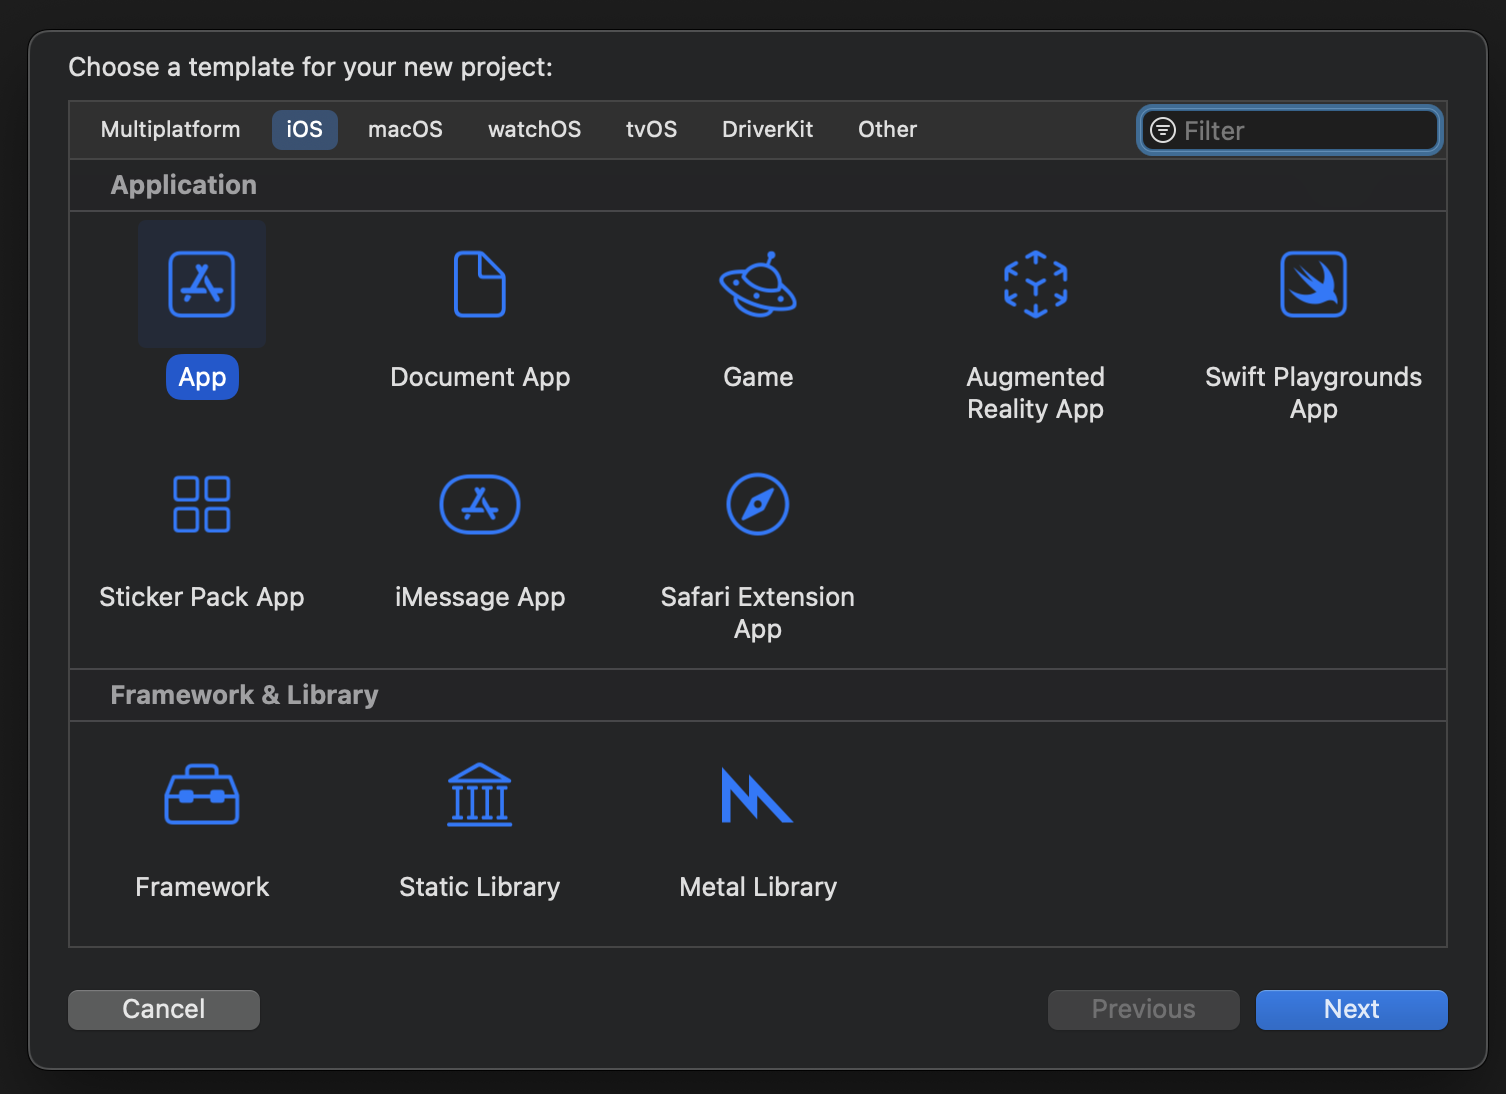 Choose a template for your new project:
Multiplatform iOS macOS watchOS tvOS DriverKit Other Filter
Application
App Document App Game Augmented Swift Playgrounds
Reality App App
Sticker Pack App iMessage App Safari Extension
App
Framework & Library
Framework Static Library Metal Library
Cancel Previous Next